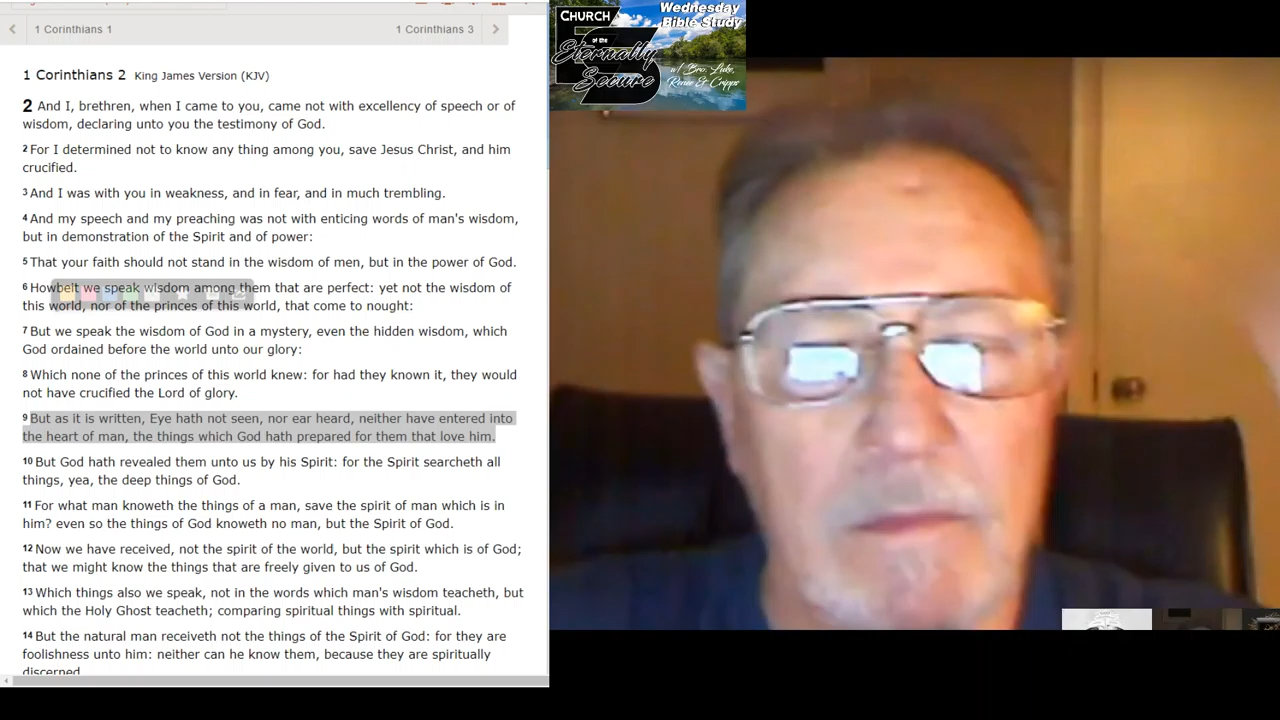 1 Corinthians 1
1 Corinthians 3
1 Corinthians 2 King James Version (KJV)
2 And I, brethren, when I came to you, came not with excellency of speech or of
wisdom, declaring unto you the testimony of God.
2 For I determined not to know any thing among you, save Jesus Christ, and him
crucified.
3 And I was with you in weakness, and in fear, and in much trembling.
4 And my speech and my preaching was not with enticing words of man's wisdom,
but in demonstration of the Spirit and of power:
5 That your faith should not stand in the wisdom of men, but in the power of God.
6 Howbeit we speak wisdom among them that are perfect: yet not the wisdom of
this world, nor of the princes of this world, that come to nought:
7 But we speak the wisdom of God in a mystery, even the hidden wisdom, which
God ordained before the world unto our glory:
8 Which none of the princes of this world knew: for had they known it, they would
not have crucified the Lord of glory.
9 But as it is written, Eye hath not seen, nor ear heard, neither have entered into
the heart of man, the things which God hath prepared for them that love him.
10 But God hath revealed them unto us by his Spirit: for the Spirit searcheth all
things, yea, the deep things of God.
11 For what man knoweth the things of a man, save the spirit of man which is in
him? even so the things of God knoweth no man, but the Spirit of God.
12 Now we have received, not the spirit of the world, but the spirit which is of God;
that we might know the things that are freely given to us of God.
13 Which things also we speak, not in the words which man's wisdom teacheth, but
which the Holy Ghost teacheth; comparing spiritual things with spiritual.
14 But the natural man receiveth not the things of the Spirit of God: for they are
foolishness unto him: neither can he know them, because they are spiritually
discerned
CHURCH
of the
Eternally
Secure
Wednesday
Bible Study
w/ Bro. Luke,
Renee & Cripps